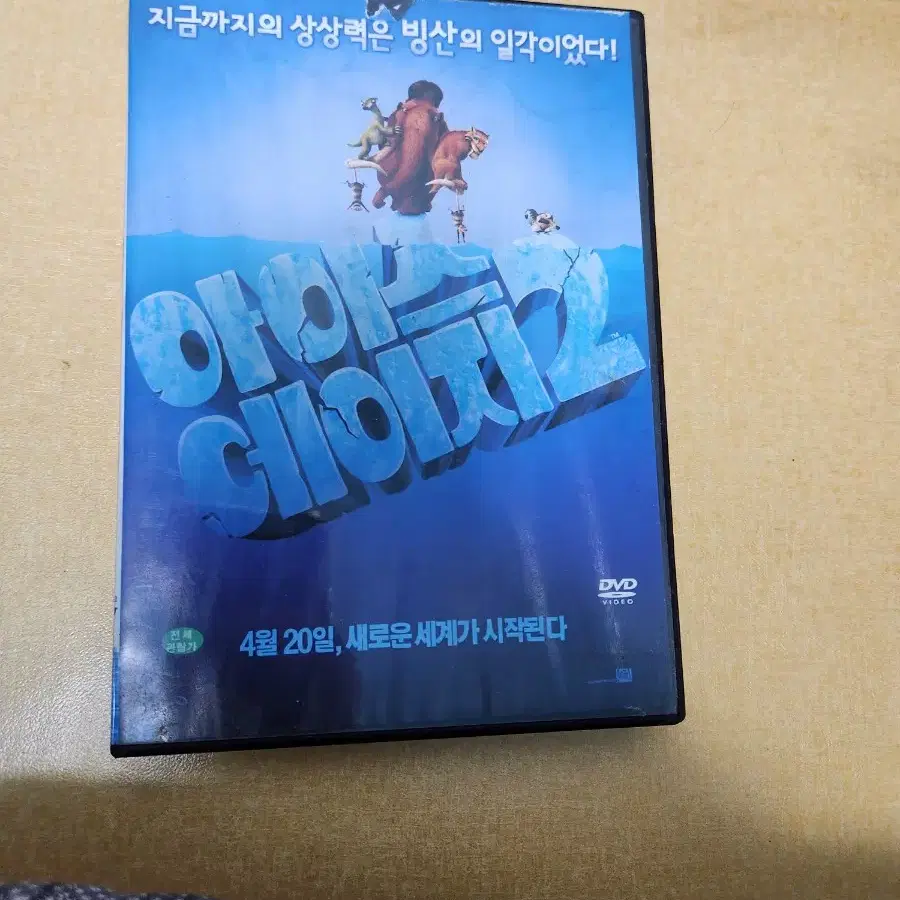 지금까지의 상상력은 빙산의 일각이었다!
아이스
에이지2
TM
DVD
VIDEO
전체
관람가
4월 20일, 새로운 세계가 시작된다